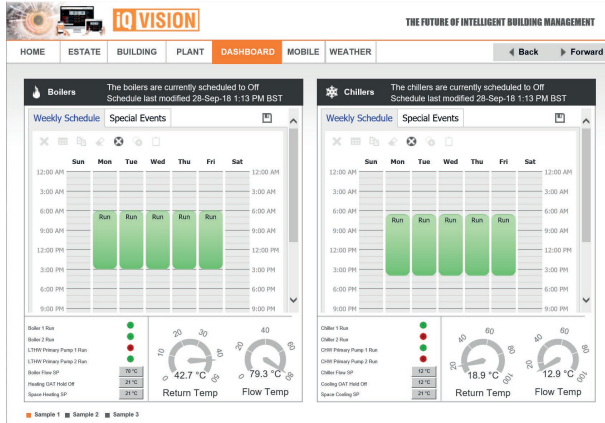 iQ VISION
THE FUTURE OF INTELLIGENT BUILDING MANAGEMENT
HOME ESTATE BUILDING PLANT DASHBOARD MOBILE WEATHER Back Forward
Boilers
The boilers are currently scheduled to Off
Schedule last modified 28-Sep-18 1:13 PM BST
Weekly Schedule Special Events
Sun Mon Tue Wed Thu Fri Sat
12:00 AM 12:00 AM
3:00 AM 3:00 AM
6:00 AM 6:00 AM
Run Run Run Run Run
9:00 AM 9:00 AM
12:00 PM 12:00 PM
3:00 PM 3:00 PM
6:00 PM 6:00 PM
9:00 PM 9:00 PM
Boiler 1 Run
Boiler 2 Run
LTHW Primary Pump 1 Run
LTHW Primary Pump 2 Run
Boiler Flow SP 79 °C
Heating OAT Hold Off 21 °C
Space Heating SP 21 °C
0 10 20 30 40 50
42.7 °C
Return Temp
0 20 40 60 80
79.3 °C
Flow Temp
Chillers
The chillers are currently scheduled to Off
Schedule last modified 28-Sep-18 1:13 PM BST
Weekly Schedule Special Events
Sun Mon Tue Wed Thu Fri Sat
12:00 AM 12:00 AM
3:00 AM 3:00 AM
6:00 AM 6:00 AM
Run Run Run Run Run
9:00 AM 9:00 AM
12:00 PM 12:00 PM
3:00 PM 3:00 PM
6:00 PM 6:00 PM
9:00 PM 9:00 PM
Chiller 1 Run
Chiller 2 Run
CHW Primary Pump 1 Run
CHW Primary Pump 2 Run
Chiller Flow SP 12 °C
Cooling OAT Hold Off 12 °C
Space Cooling SP 21 °C
20 40 60 80 100
18.9 °C
Return Temp
20 40 60 80 100
12.9 °C
Flow Temp
Sample 1 Sample 2 Sample 3